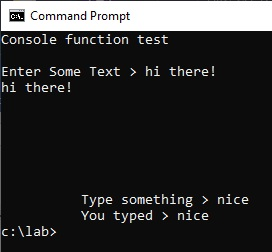 Command Prompt
Console function test
Enter Some Text > hi there!
hi there!
Type something > nice
You typed > nice
c:\lab>